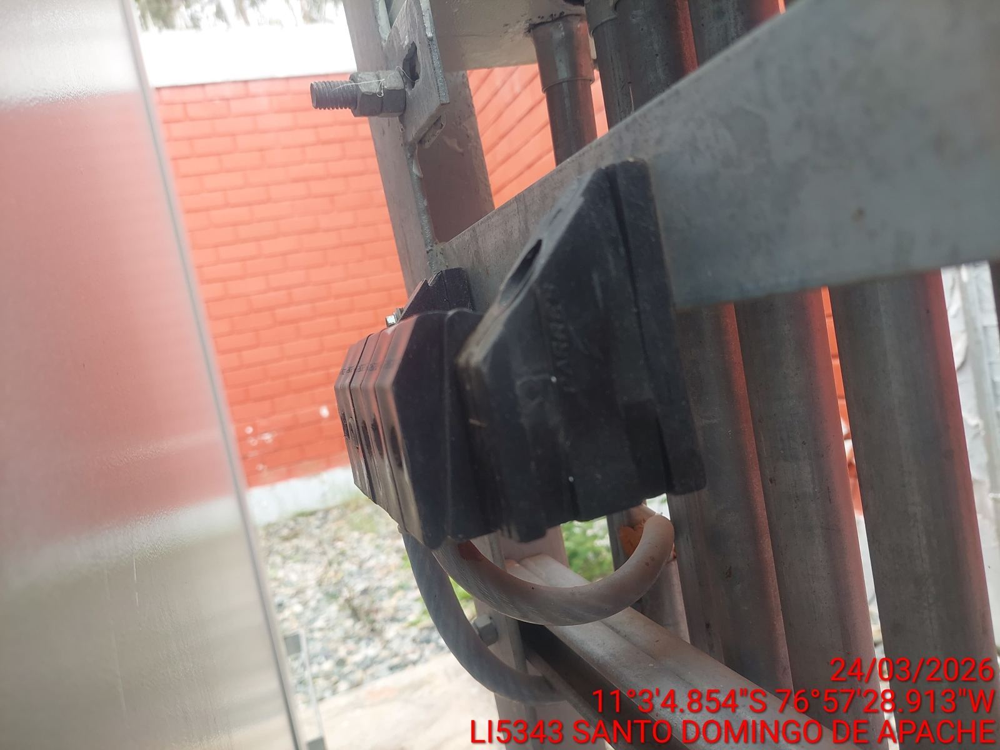 24/03/2026
11°3'4.854"S 76°57'28.913"W
LI5343 SANTO DOMINGO DE APACHE